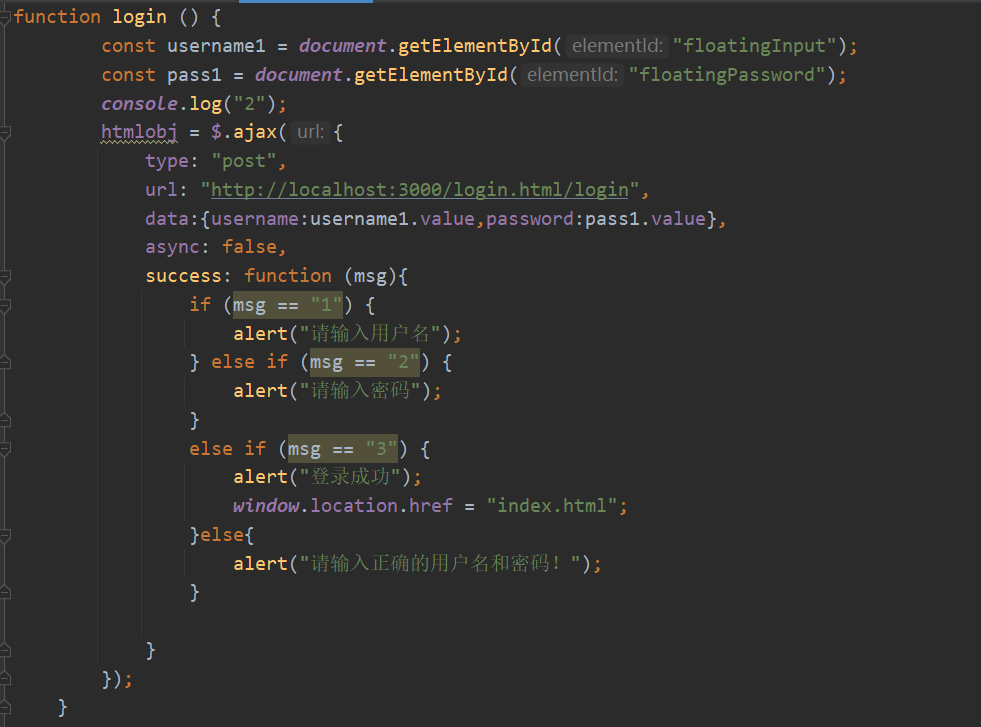 function login () {
const username1 = document.getElementById( elementId: "floatingInput");
const pass1 = document.getElementById( elementId: "floatingPassword");
console.log("2");
htmlobj = $.ajax( url: {
type: "post",
url: "http://localhost:3000/login.html/login",
data:{username:username1.value,password:pass1.value},
async: false,
success: function (msg){
if (msg == "1") {
alert("请输入用户名");
} else if (msg == "2") {
alert("请输入密码");
}
else if (msg == "3") {
alert("登录成功");
window.location.href = "index.html";
}else{
alert("请输入正确的用户名和密码！");
}
}
});
}